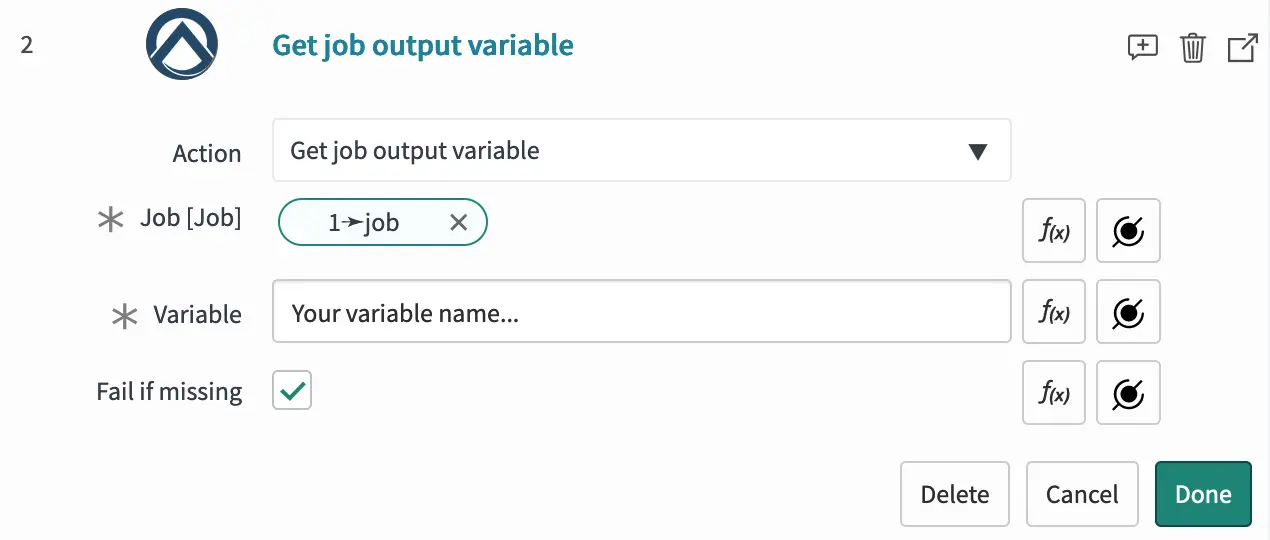 2
Get job output variable
Action
Get job output variable
Job [Job]
1➛job
f(x)
Variable
Your variable name...
f(x)
Fail if missing
f(x)
Delete
Cancel
Done